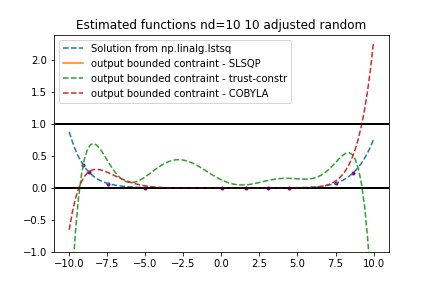 Estimated functions nd=10 10 adjusted random
Solution from np.linalg.lstsq
output bounded contraint - SLSQP
output bounded contraint - trust-constr
output bounded contraint - COBYLA
2.0
1.5
1.0
0.5
0.0
−0.5
−1.0
−10.0 −7.5 −5.0 −2.5 0.0 2.5 5.0 7.5 10.0